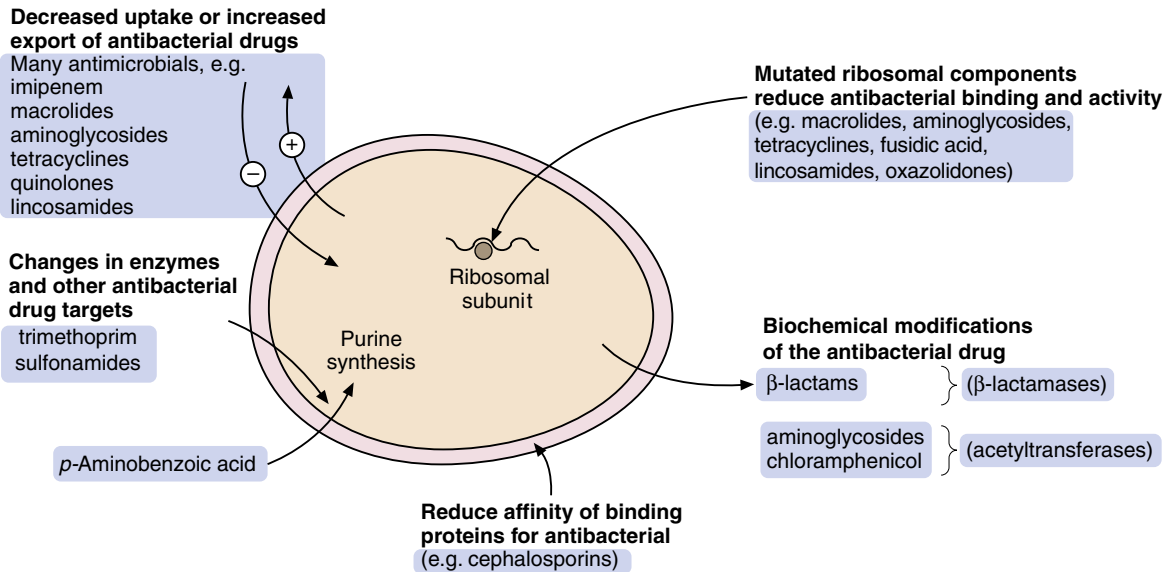 Decreased uptake or increased
export of antibacterial drugs
Many antimicrobials, e.g.
imipenem
macrolides
aminoglycosides
tetracyclines
quinolones
lincosamides
+
−
Mutated ribosomal components
reduce antibacterial binding and activity
(e.g. macrolides, aminoglycosides,
tetracyclines, fusidic acid,
lincosamides, oxazolidones)
Ribosomal
subunit
Changes in enzymes
and other antibacterial
drug targets
trimethoprim
sulfonamides
Purine
synthesis
p-Aminobenzoic acid
Biochemical modifications
of the antibacterial drug
β-lactams
(β-lactamases)
aminoglycosides
chloramphenicol
(acetyltransferases)
Reduce affinity of binding
proteins for antibacterial
(e.g. cephalosporins)